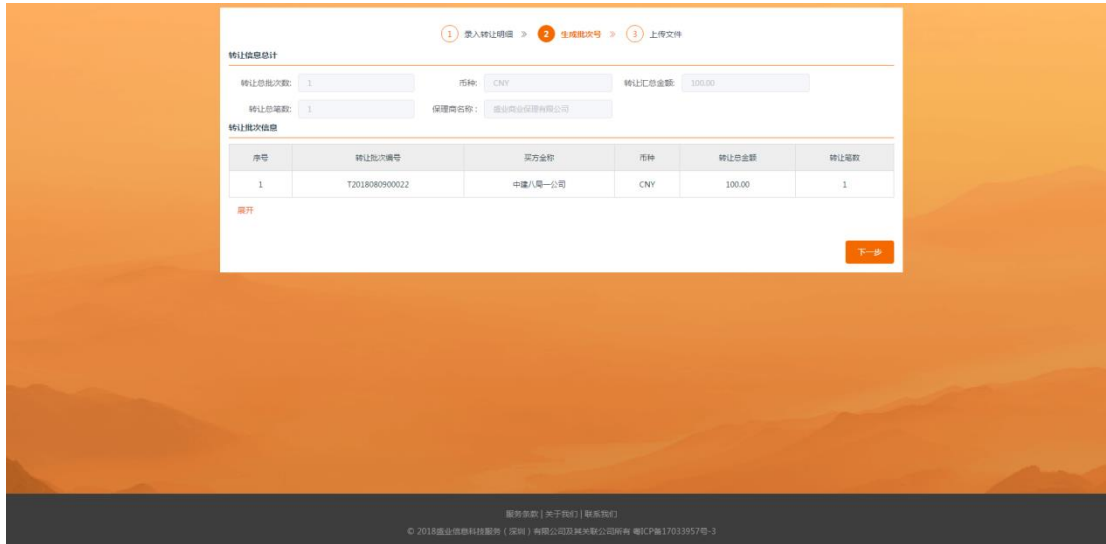 1 录入转让明细 » 2 生成批次号 » 3 上传文件
转让信息总计
转让总批次数: 1 币种: CNY 转让汇总金额: 100.00
转让总笔数: 1 保理商名称: 盛业商业保理有限公司
转让批次信息
序号 转让批次编号 买方全称 币种 转让总金额 转让笔数
1 T2018080900022 中建八局一公司 CNY 100.00 1
展开
下一步
服务条款 | 关于我们 | 联系我们
© 2018盛业信息科技服务（深圳）有限公司及其关联公司所有 粤ICP备17033957号-3